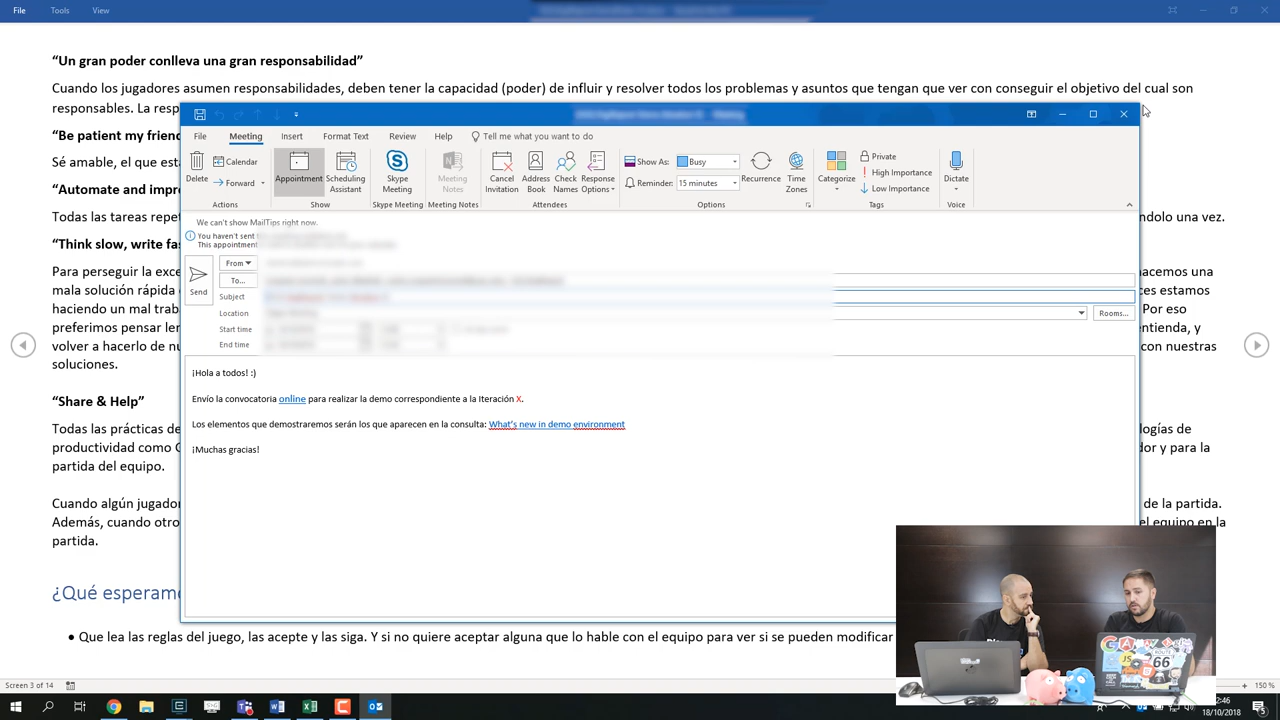 File Tools View
“Un gran poder conlleva una gran responsabilidad”
Cuando los jugadores asumen responsabilidades, deben tener la capacidad (poder) de influir y resolver todos los problemas y asuntos que tengan que ver con conseguir el objetivo del cual son
responsables. La resp
“Be patient my friend
Sé amable, el que esta
“Automate and impro
Todas las tareas repet ndolo una vez.
“Think slow, write fas
Para perseguir la exce hacemos una
mala solución rápida ces estamos
haciendo un mal trab . Por eso
preferimos pensar len entienda, y
volver a hacerlo de nu con nuestras
soluciones.
“Share & Help”
Todas las prácticas de logías de
productividad como G dor y para la
partida del equipo.
Cuando algún jugador de la partida.
Además, cuando otro el equipo en la
partida.
¿Qué esperamo
• Que lea las reglas del juego, las acepte y las siga. Y si no quiere aceptar alguna que lo hable con el equipo para ver si se pueden modificar
File Meeting Insert Format Text Review Help Tell me what you want to do
Delete Calendar Forward Actions
Appointment Scheduling Assistant Show
Skype Meeting Skype Meeting
Meeting Notes Meeting Notes
Cancel Invitation Address Book Check Names Response Options Attendees
Show As: Busy
Reminder: 15 minutes
Recurrence Time Zones Options
Categorize Private High Importance Low Importance Tags
Dictate Voice
We can't show MailTips right now.
You haven't sent
This appointment
From
To...
Send
Subject
Location Rooms...
Start time
End time
¡Hola a todos! :)
Envío la convocatoria online para realizar la demo correspondiente a la Iteración X.
Los elementos que demostraremos serán los que aparecen en la consulta: What's new in demo environment
¡Muchas gracias!
JS
ROUTE
66
Screen 3 of 14
150 %
2:46
18/10/2018